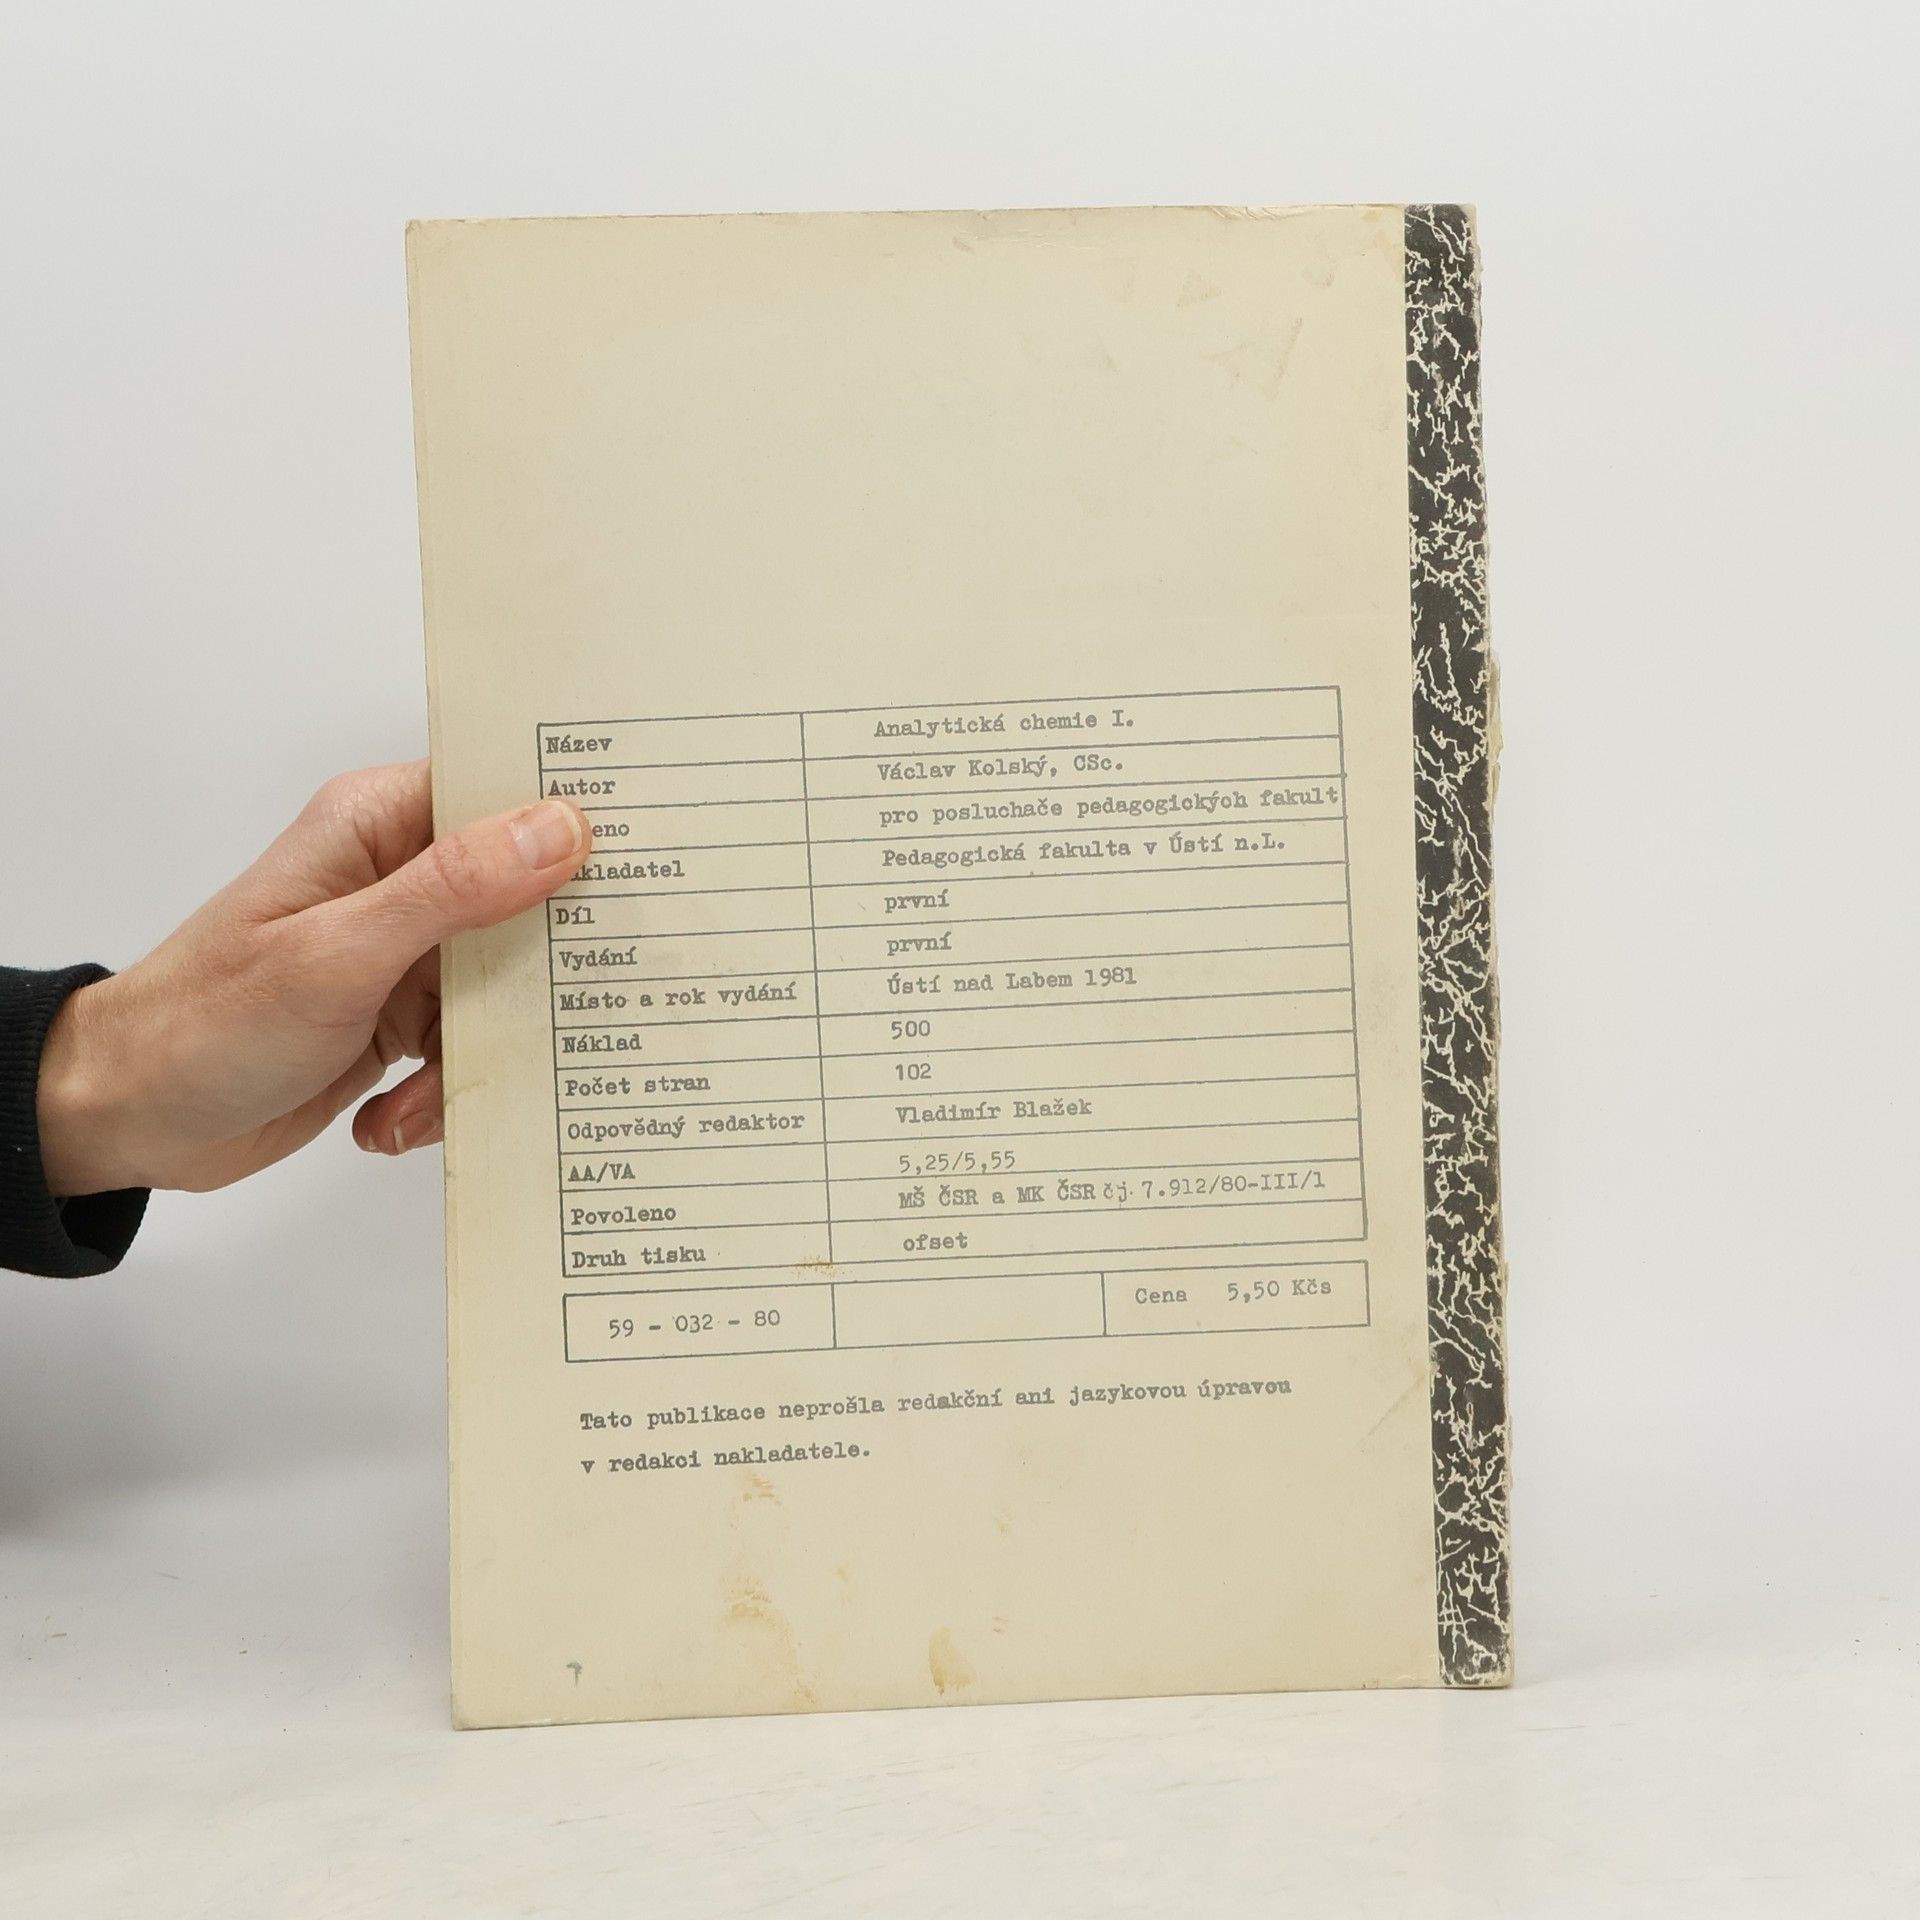 Název Analytická chemie I.
Autor Václav Kolský, CSc.
eno pro posluchače pedagogických fakult
kladatel Pedagogická fakulta v Ústí n.L.
Díl první
Vydání první
Místo a rok vydání Ústí nad Labem 1981
Náklad 500
Počet stran 102
Odpovědný redaktor Vladimír Blažek
AA/VA 5,25/5,55
Povoleno MŠ ČSR a MK ČSR čj. 7.912/80-III/1
Druh tisku ofset
59 - 032 - 80 Cena 5,50 Kčs
Tato publikace neprošla redakční ani jazykovou úpravou
v redakci nakladatele.